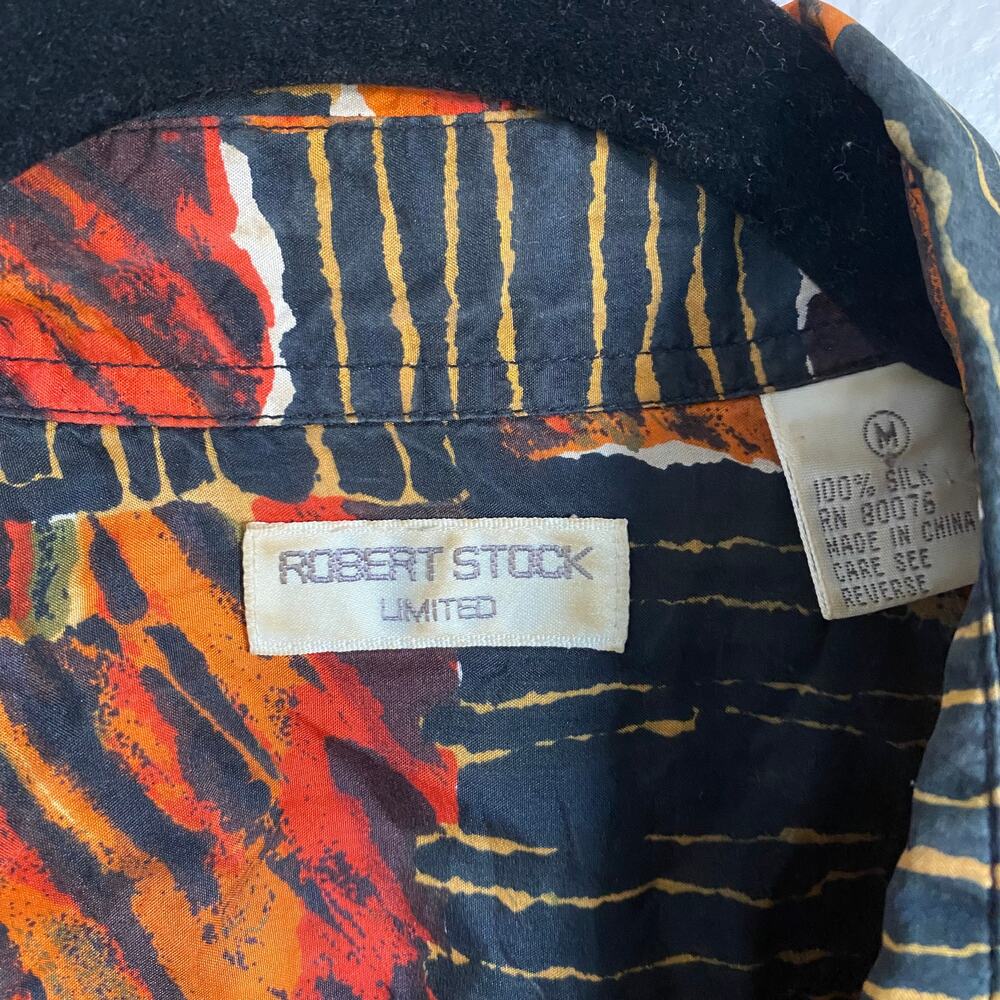 ROBERT STOCK
LIMITED
M
100% SILK
RN 80076
MADE IN CHINA
CARE SEE
REVERSE